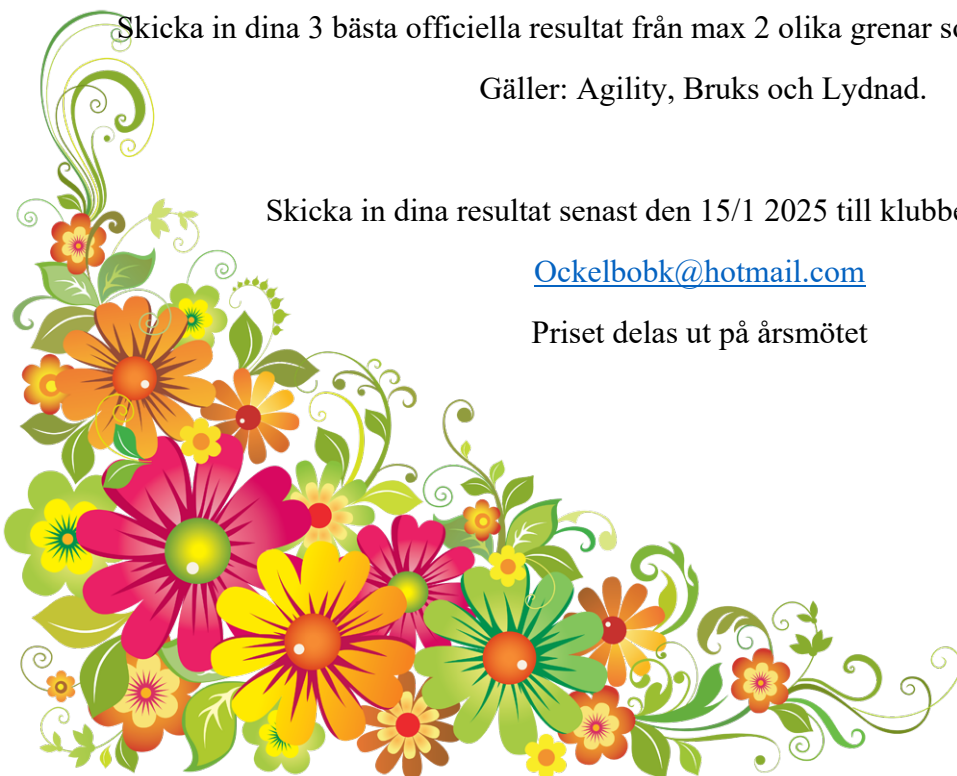 Skicka in dina 3 bästa officiella resultat från max 2 olika grenar
Gäller: Agility, Bruks och Lydnad.
Skicka in dina resultat senast den 15/1 2025 till
Ockelbobk@hotmail.com
Priset delas ut på årsmötet